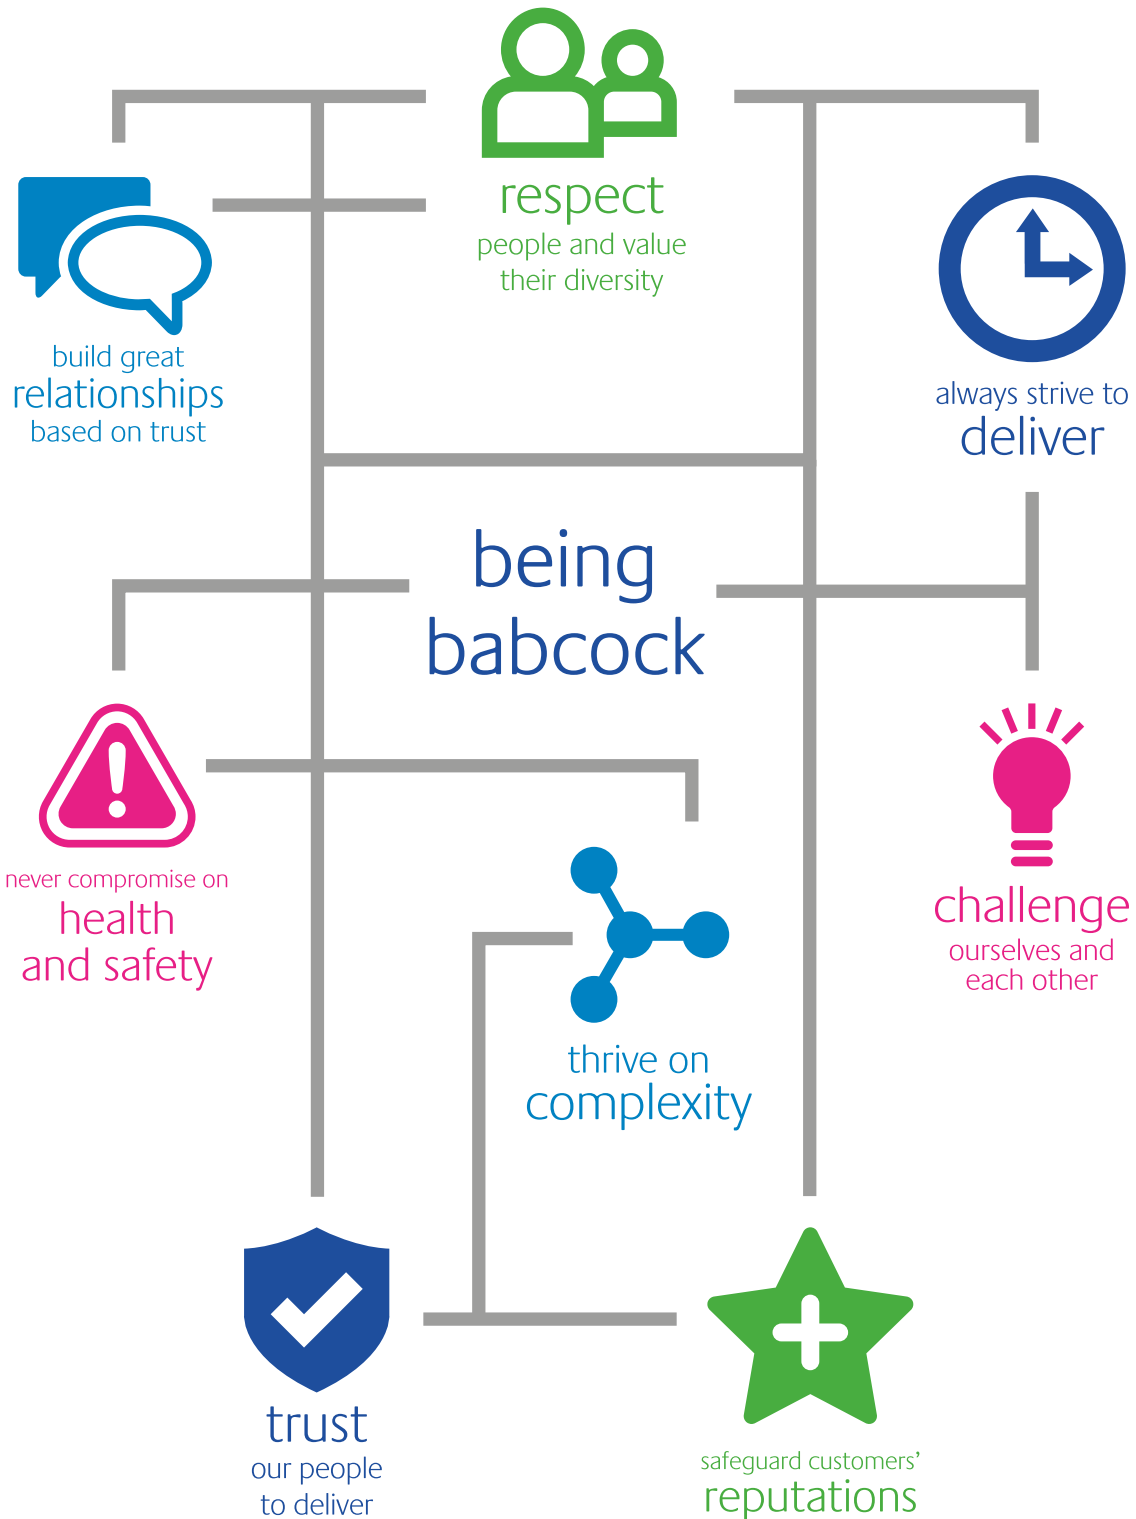 respect
people and value
their diversity
build great
relationships
based on trust
always strive to
deliver
being
babcock
never compromise on
health
and safety
challenge
ourselves and
each other
thrive on
complexity
trust
our people
to deliver
safeguard customers’
reputations